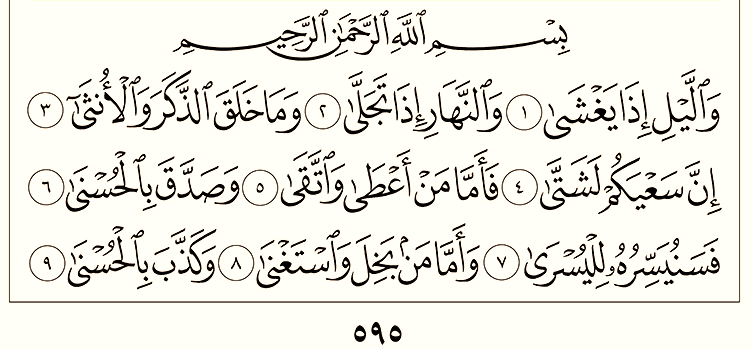 بِسْمِ ٱللَّهِ ٱلرَّحْمَٰنِ ٱلرَّحِيمِ
وَٱلَّيْلِ إِذَا يَغْشَىٰ ١ وَٱلنَّهَارِ إِذَا تَجَلَّىٰ ٢ وَمَا خَلَقَ ٱلذَّكَرَ وَٱلْأُنثَىٰٓ ٣
إِنَّ سَعْيَكُمْ لَشَتَّىٰ ٤ فَأَمَّا مَنْ أَعْطَىٰ وَٱتَّقَىٰ ٥ وَصَدَّقَ بِٱلْحُسْنَىٰ ٦
فَسَنُيَسِّرُهُۥ لِلْيُسْرَىٰ ٧ وَأَمَّا مَنۢ بَخِلَ وَٱسْتَغْنَىٰ ٨ وَكَذَّبَ بِٱلْحُسْنَىٰ ٩
٥٩٥